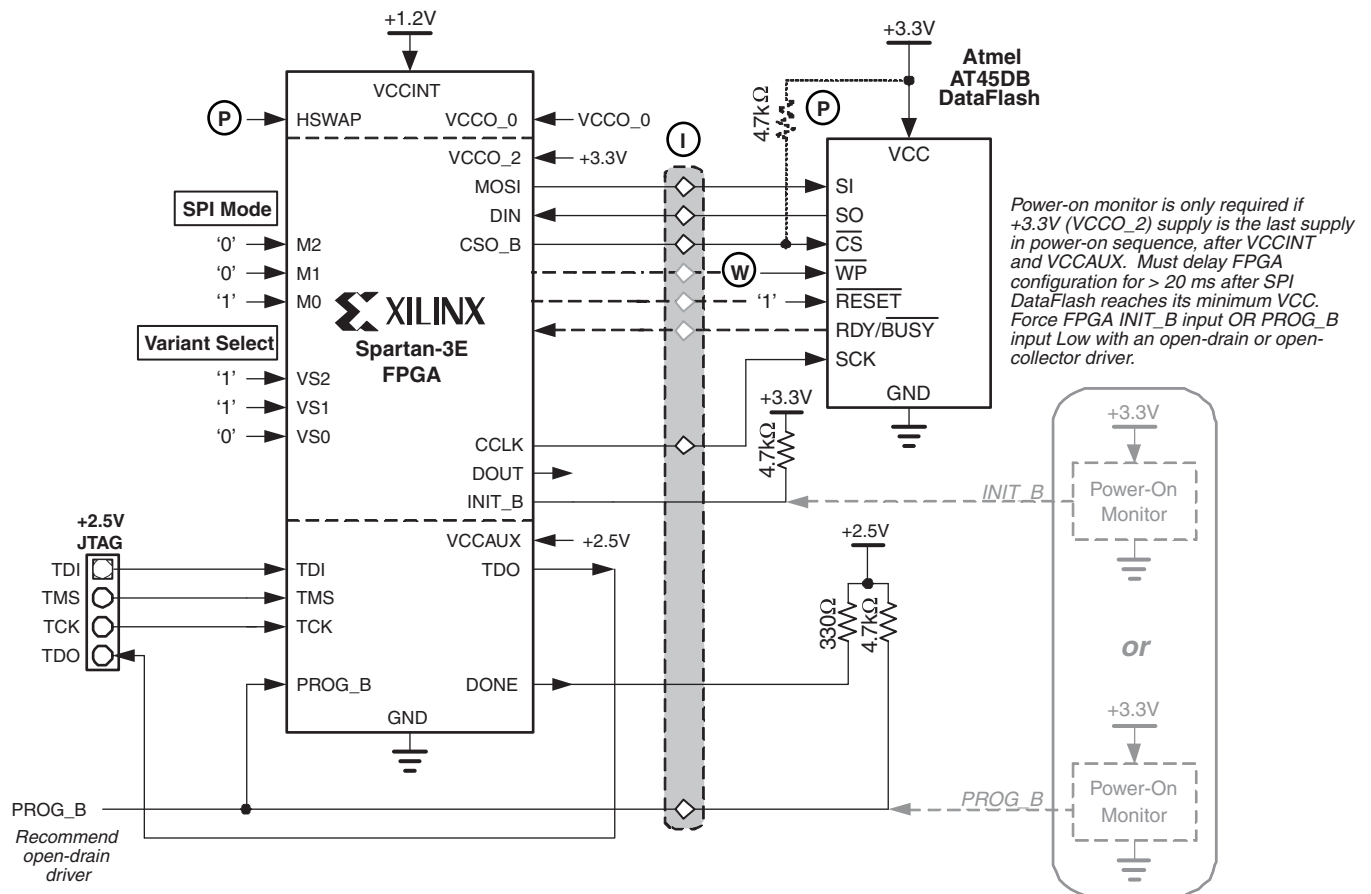 +1.2V
+3.3V
Atmel
AT45DB
DataFlash
VCCINT
P
HSWAP
VCCO_0
VCCO_0
4.7kΩ
P
I
VCC
VCCO_2
+3.3V
MOSI
SI
SPI Mode
DIN
SO
'0'
M2
CSO_B
CS
'0'
M1
W
WP
'1'
M0
'1'
RESET
XILINX
RDY/BUSY
Variant Select
Spartan-3E
FPGA
SCK
'1'
VS2
'1'
VS1
'0'
VS0
GND
+3.3V
4.7kΩ
CCLK
DOUT
INIT_B
Power-on monitor is only required if
+3.3V (VCCO_2) supply is the last supply
in power-on sequence, after VCCINT
and VCCAUX. Must delay FPGA
configuration for > 20 ms after SPI
DataFlash reaches its minimum VCC.
Force FPGA INIT_B input OR PROG_B
input Low with an open-drain or open-
collector driver.
+3.3V
INIT_B
Power-On
Monitor
+2.5V
JTAG
VCCAUX
+2.5V
+2.5V
TDI
TDI
TDO
TMS
TMS
TCK
TCK
TDO
330Ω
4.7kΩ
or
PROG_B
DONE
GND
+3.3V
PROG_B
Power-On
Monitor
PROG_B
Recommend
open-drain
driver